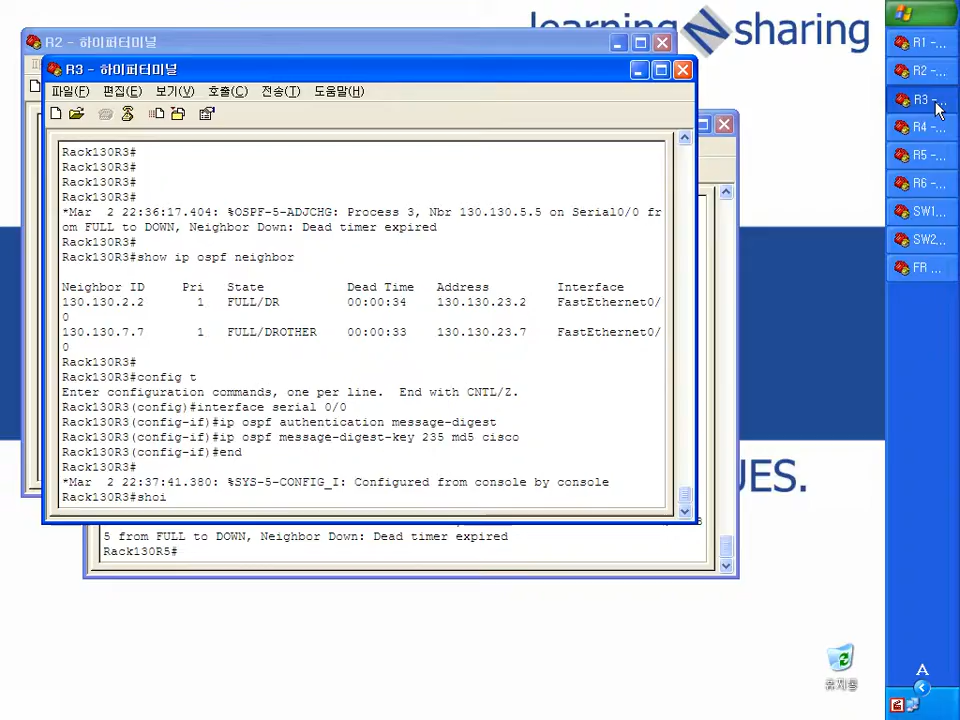 learning sharing
R2 - 하이퍼터미널
R3 - 하이퍼터미널
파일(F) 편집(E) 보기(V) 호출(C) 전송(T) 도움말(H)
Rack130R3#
Rack130R3#
Rack130R3#
Rack130R3#
*Mar  2 22:36:17.404: %OSPF-5-ADJCHG: Process 3, Nbr 130.130.5.5 on Serial0/0 fr
om FULL to DOWN, Neighbor Down: Dead timer expired
Rack130R3#
Rack130R3#show ip ospf neighbor
Neighbor ID     Pri   State           Dead Time   Address         Interface
130.130.2.2       1   FULL/DR         00:00:34    130.130.23.2    FastEthernet0/
0
130.130.7.7       1   FULL/DROTHER    00:00:33    130.130.23.7    FastEthernet0/
0
Rack130R3#
Rack130R3#config t
Enter configuration commands, one per line.  End with CNTL/Z.
Rack130R3(config)#interface serial 0/0
Rack130R3(config-if)#ip ospf authentication message-digest
Rack130R3(config-if)#ip ospf message-digest-key 235 md5 cisco
Rack130R3(config-if)#end
Rack130R3#
*Mar  2 22:37:41.380: %SYS-5-CONFIG_I: Configured from console by console
Rack130R3#shoi
UES.
5 from FULL to DOWN, Neighbor Down: Dead timer expired
Rack130R5#
R1 -...
R2 -...
R3 -...
R4 -...
R5 -...
R6 -...
SW1...
SW2...
FR ...
휴지통
A